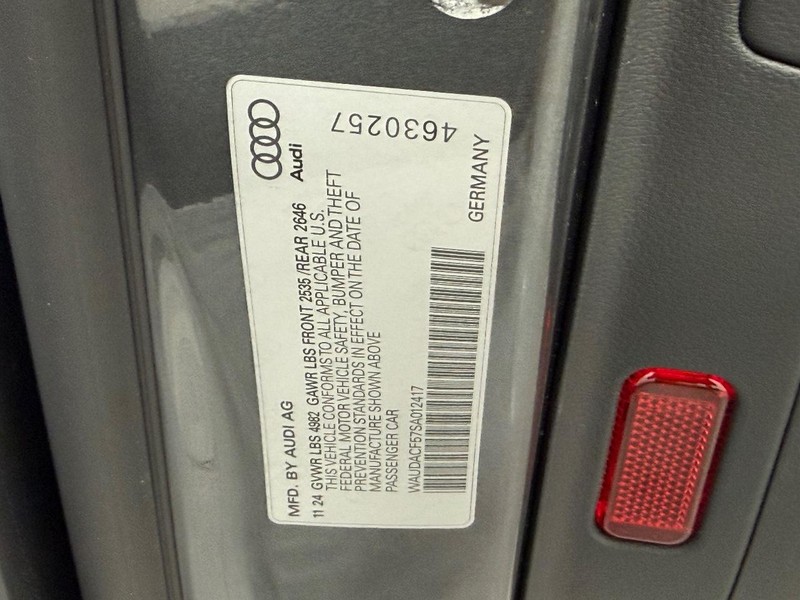 Audi
4630257
MFD. BY AUDI AG
11 24 GVWR LBS 4982 GAWR LBS FRONT 2535 /REAR 2646
THIS VEHICLE CONFORMS TO ALL APPLICABLE U.S.
FEDERAL MOTOR VEHICLE SAFETY, BUMPER AND THEFT
PREVENTION STANDARDS IN EFFECT ON THE DATE OF
MANUFACTURE SHOWN ABOVE
PASSENGER CAR
WAUDACF57SA012417
GERMANY